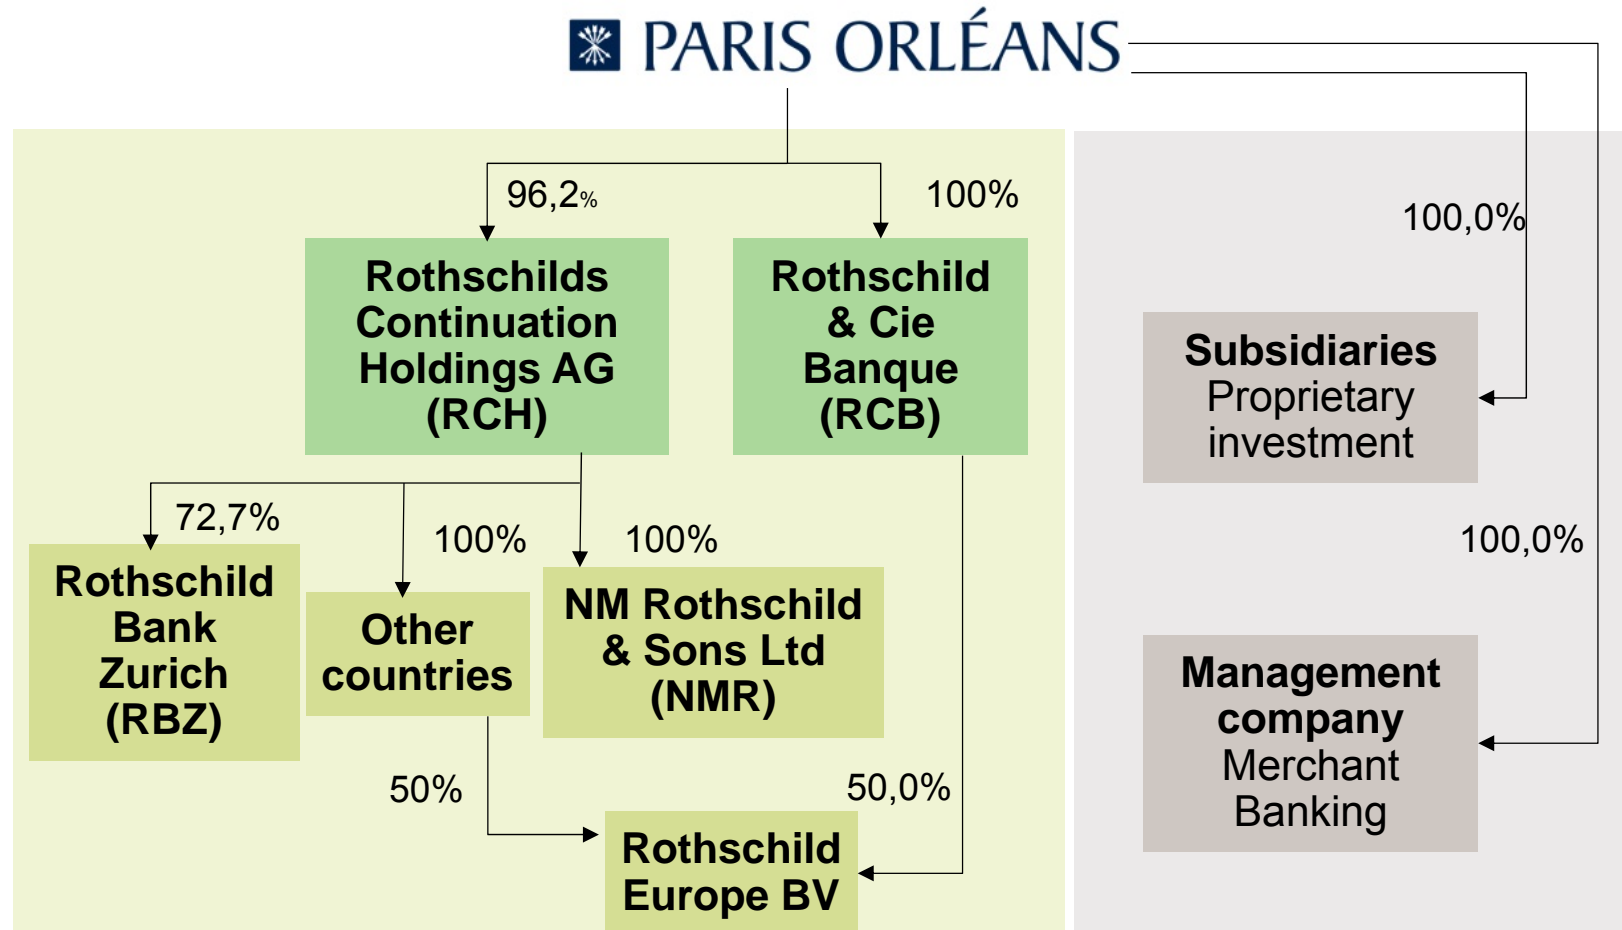 PARIS ORLÉANS
96,2%
100%
Rothschilds
Continuation
Holdings AG
(RCH)
Rothschild
& Cie
Banque
(RCB)
72,7%
100%
100%
Rothschild
Bank
Zurich
(RBZ)
Other
countries
NM Rothschild
& Sons Ltd
(NMR)
50%
50,0%
Rothschild
Europe BV
100,0%
Subsidiaries
Proprietary
investment
100,0%
Management
company
Merchant
Banking